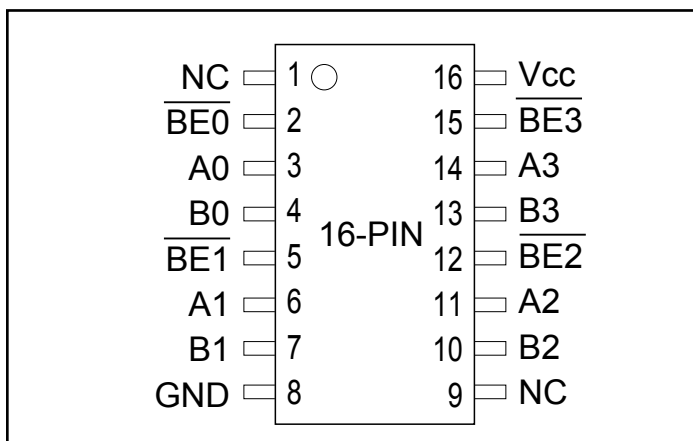 NC 1 16 Vcc
BE0 2 15 BE3
A0 3 14 A3
B0 4 13 B3
16-PIN
BE1 5 12 BE2
A1 6 11 A2
B1 7 10 B2
GND 8 9 NC